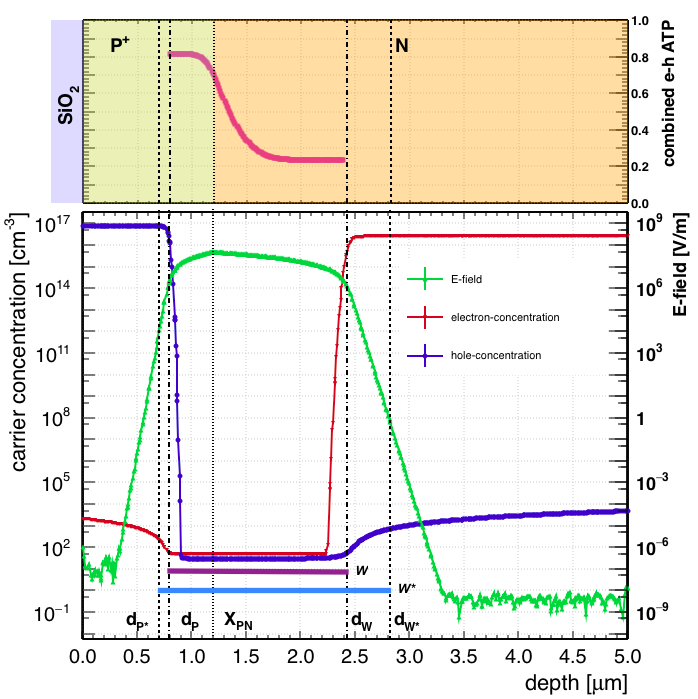 P+
N
SiO2
combined e-h ATP
1.0
0.8
0.6
0.4
0.2
0.0
carrier concentration [cm-3]
10^17
10^14
10^11
10^8
10^5
10^2
10^-1
E-field
electron-concentration
hole-concentration
E-field [V/m]
10^9
10^6
10^3
1
10^-3
10^-6
10^-9
W
W*
dP* dP XPN dW dW*
0.0 0.5 1.0 1.5 2.0 2.5 3.0 3.5 4.0 4.5 5.0
depth [μm]